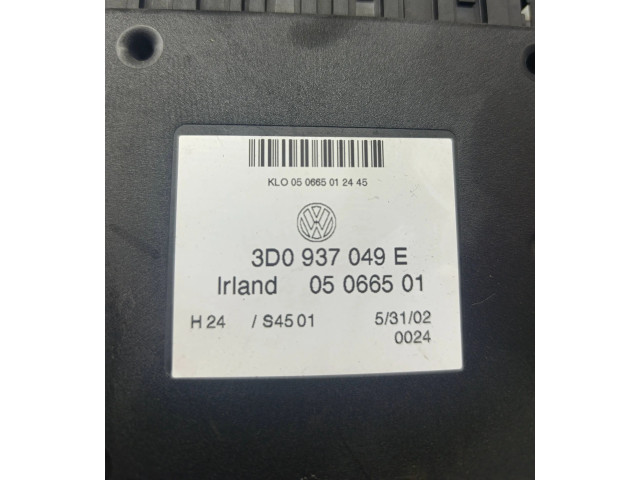 KLO 05 0665 01 24 45
VW
3D0 937 049 E
Irland 05 0665 01
H 24 / S45 01 5/31/02
0024